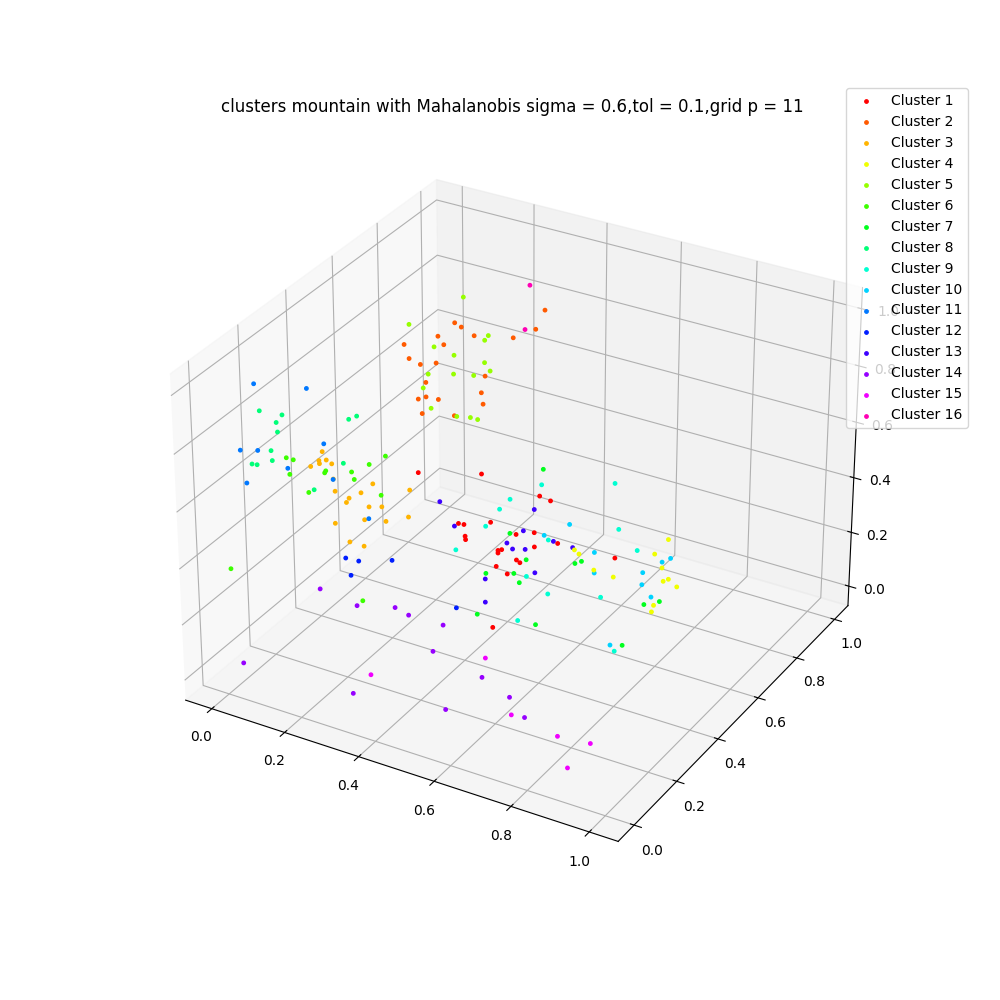 clusters mountain with Mahalanobis sigma = 0.6,tol = 0.1,grid p = 11
Cluster 1
Cluster 2
Cluster 3
Cluster 4
Cluster 5
Cluster 6
Cluster 7
Cluster 8
Cluster 9
Cluster 10
Cluster 11
Cluster 12
Cluster 13
Cluster 14
Cluster 15
Cluster 16
1.0
0.8
0.6
0.4
0.2
0.0
0.0
0.2
0.4
0.6
0.8
1.0
0.0
0.2
0.4
0.6
0.8
1.0